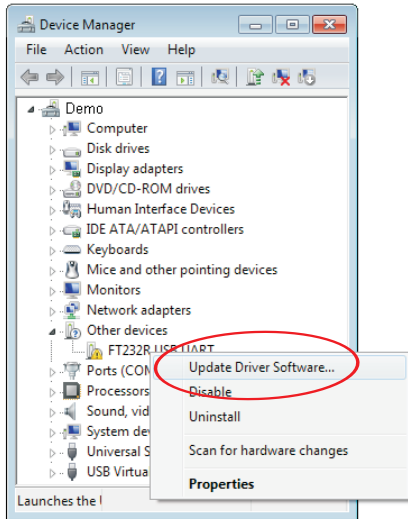 Device Manager
File Action View Help
Demo
Computer
Disk drives
Display adapters
DVD/CD-ROM drives
Human Interface Devices
IDE ATA/ATAPI controllers
Keyboards
Mice and other pointing devices
Monitors
Network adapters
Other devices
FT232R USB UART
Update Driver Software...
Ports (COM
Disable
Processors
Sound, vid
Uninstall
System dev
Universal S
Scan for hardware changes
USB Virtua
Properties
Launches the